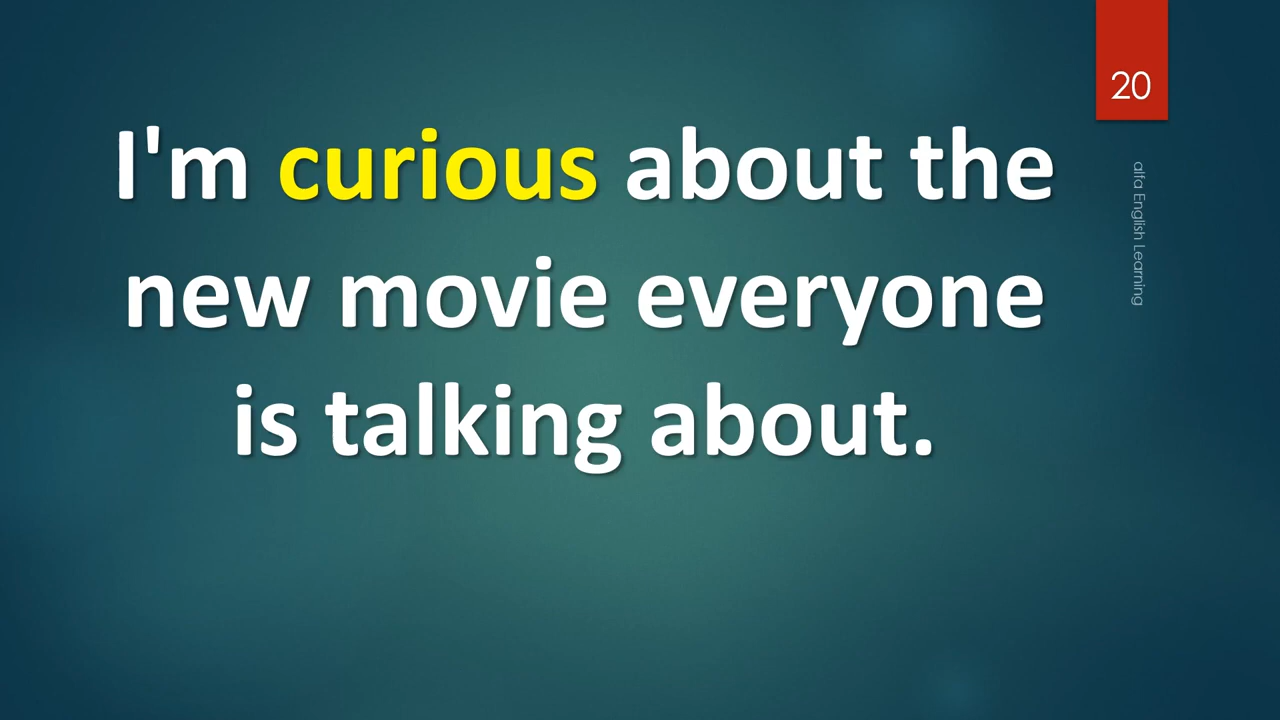 20
I'm curious about the
new movie everyone
is talking about.
alfa English Learning